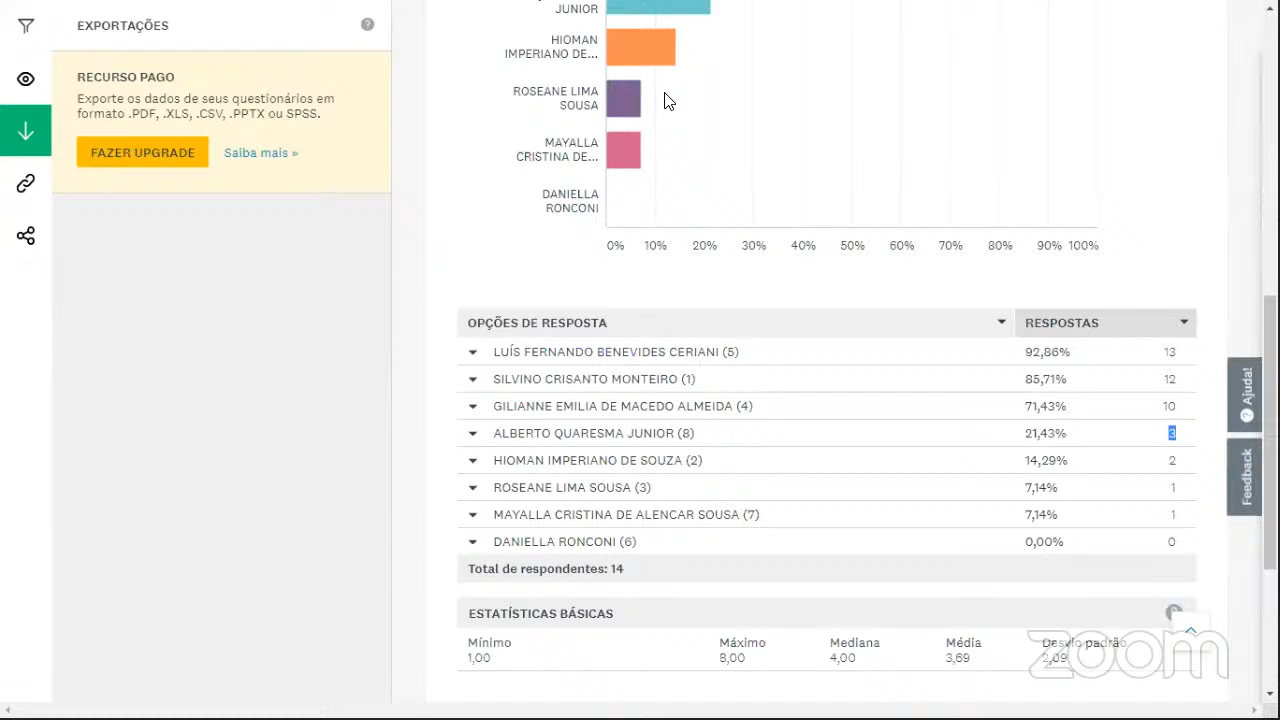 EXPORTAÇÕES
?
RECURSO PAGO
Exporte os dados de seus questionários em
formato .PDF, .XLS, .CSV, .PPTX ou SPSS.
FAZER UPGRADE
Saiba mais »
JUNIOR
HIOMAN
IMPERIANO DE...
ROSEANE LIMA
SOUSA
MAYALLA
CRISTINA DE...
DANIELLA
RONCONI
0% 10% 20% 30% 40% 50% 60% 70% 80% 90% 100%
OPÇÕES DE RESPOSTA RESPOSTAS
LUÍS FERNANDO BENEVIDES CERIANI (5) 92,86% 13
SILVINO CRISANTO MONTEIRO (1) 85,71% 12
GILIANNE EMILIA DE MACEDO ALMEIDA (4) 71,43% 10
ALBERTO QUARESMA JUNIOR (8) 21,43% 3
HIOMAN IMPERIANO DE SOUZA (2) 14,29% 2
ROSEANE LIMA SOUSA (3) 7,14% 1
MAYALLA CRISTINA DE ALENCAR SOUSA (7) 7,14% 1
DANIELLA RONCONI (6) 0,00% 0
Total de respondentes: 14
ESTATÍSTICAS BÁSICAS
?
Mínimo Máximo Mediana Média Desvio padrão
1,00 8,00 4,00 3,69 2,09
? Ajuda!
Feedback
zoom